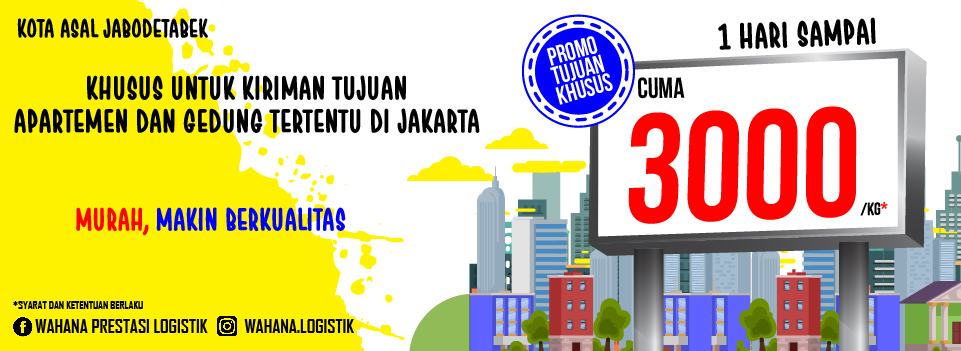 KOTA ASAL JABODETABEK
KHUSUS UNTUK KIRIMAN TUJUAN
APARTEMEN DAN GEDUNG TERTENTU DI JAKARTA
MURAH, MAKIN BERKUALITAS
*SYARAT DAN KETENTUAN BERLAKU
WAHANA PRESTASI LOGISTIK WAHANA.LOGISTIK
PROMO
TUJUAN
KHUSUS
1 HARI SAMPAI
CUMA
3000
/KG*